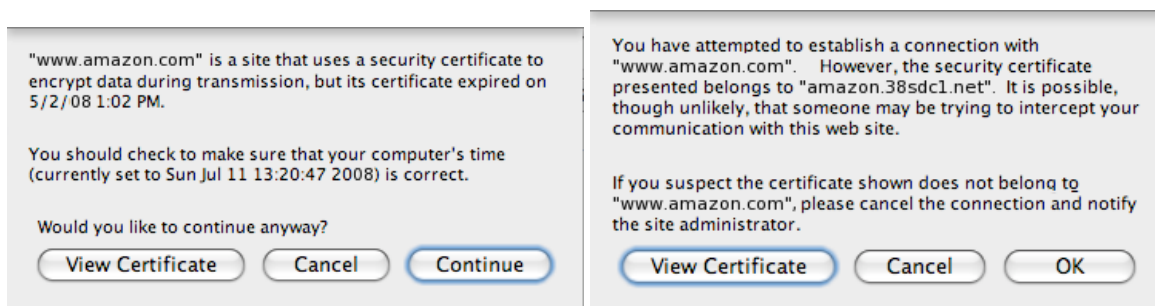 "www.amazon.com" is a site that uses a security certificate to
encrypt data during transmission, but its certificate expired on
5/2/08 1:02 PM.
You should check to make sure that your computer's time
(currently set to Sun Jul 11 13:20:47 2008) is correct.
Would you like to continue anyway?
View Certificate
Cancel
Continue
You have attempted to establish a connection with
"www.amazon.com". However, the security certificate
presented belongs to "amazon.38sdc1.net". It is possible,
though unlikely, that someone may be trying to intercept your
communication with this web site.
If you suspect the certificate shown does not belong to
"www.amazon.com", please cancel the connection and notify
the site administrator.
View Certificate
Cancel
OK